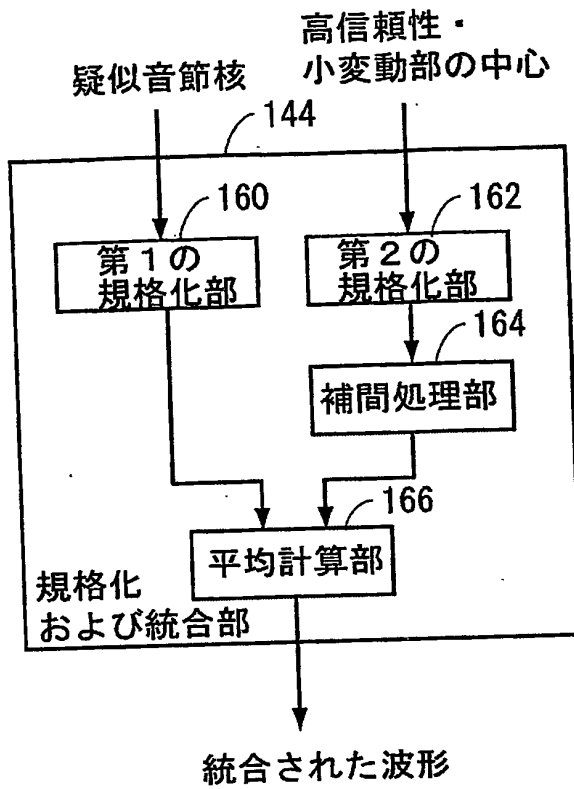 高信頼性・
小変動部の中心
疑似音節核
144
160
162
第1の
規格化部
第2の
規格化部
164
補間処理部
166
平均計算部
規格化
および統合部
統合された波形